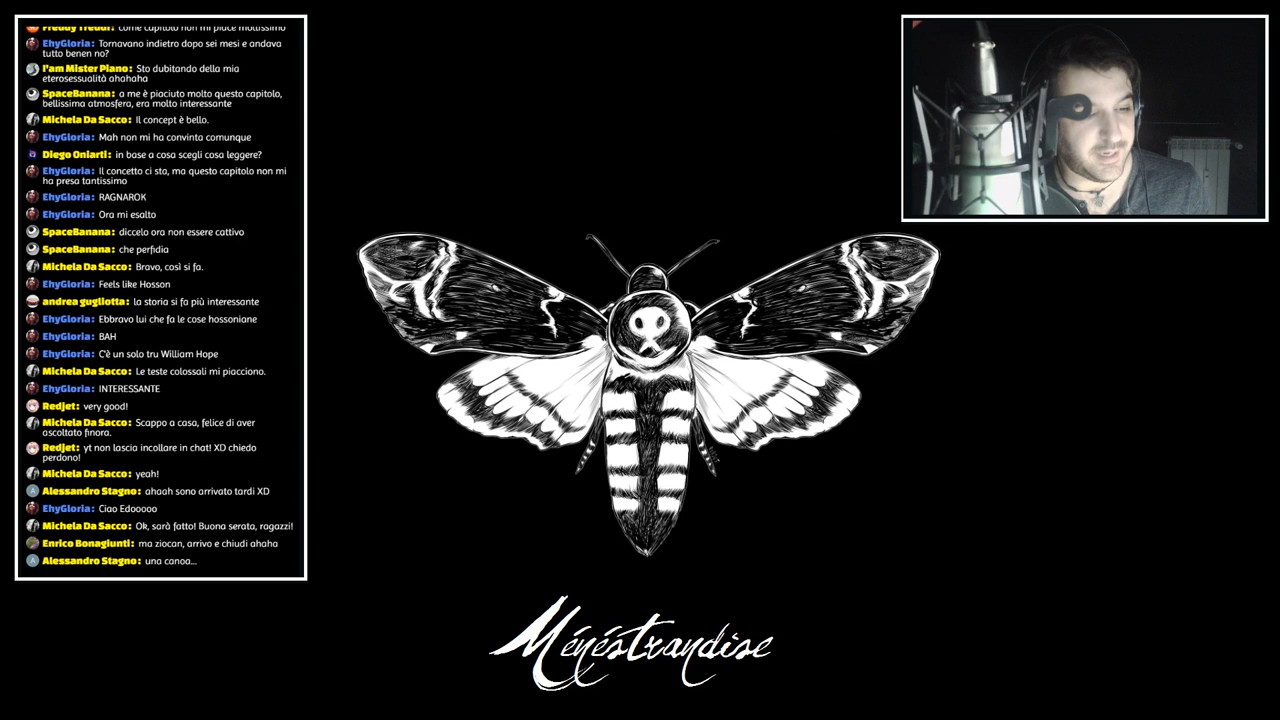 Freddy Freddi: come capitolo non mi piace moltissimo
EhyGloria: Tornavano indietro dopo sei mesi e andava
tutto benen no?
I'am Mister Piano: Sto dubitando della mia
eterosessualità ahahaha
SpaceBanana: a me è piaciuto molto questo capitolo,
bellissima atmosfera, era molto interessante
Michela Da Sacco: Il concept è bello.
EhyGloria: Mah non mi ha convinta comunque
Diego Oniarti: in base a cosa scegli cosa leggere?
EhyGloria: Il concetto ci sta, ma questo capitolo non mi
ha presa tantissimo
EhyGloria: RAGNAROK
EhyGloria: Ora mi esalto
SpaceBanana: diccelo ora non essere cattivo
SpaceBanana: che perfidia
Michela Da Sacco: Bravo, così si fa.
EhyGloria: Feels like Hosson
andrea gugliotta: la storia si fa più interessante
EhyGloria: Ebbravo lui che fa le cose hossoniane
EhyGloria: BAH
EhyGloria: C'è un solo tru William Hope
Michela Da Sacco: Le teste colossali mi piacciono.
EhyGloria: INTERESSANTE
Redjet: very good!
Michela Da Sacco: Scappo a casa, felice di aver
ascoltato finora.
Redjet: yt non lascia incollare in chat! XD chiedo
perdono!
Michela Da Sacco: yeah!
Alessandro Stagno: ahaah sono arrivato tardi XD
EhyGloria: Ciao Edooooo
Michela Da Sacco: Ok, sarà fatto! Buona serata, ragazzi!
Enrico Bonagiunti: ma ziocan, arrivo e chiudi ahaha
Alessandro Stagno: una canoa...
Ménéstrandise